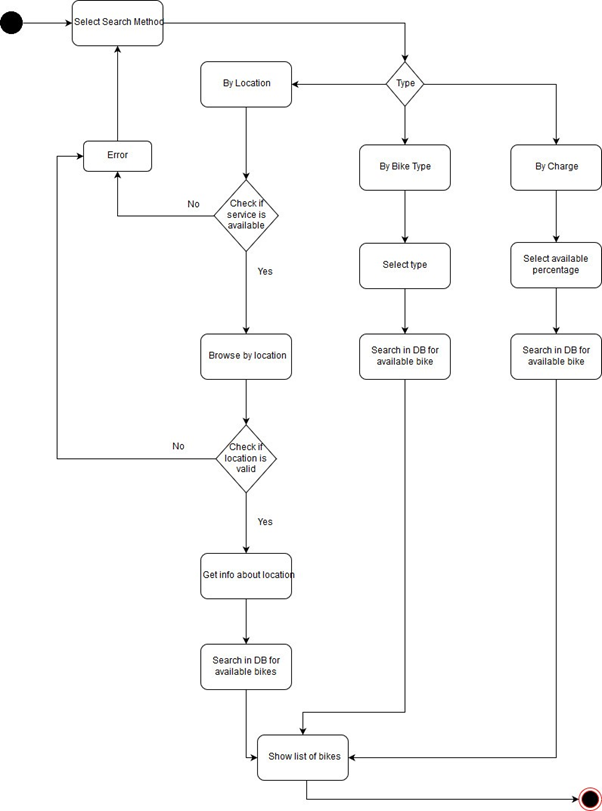 Select Search Method
By Location
Type
Error
By Bike Type
By Charge
No
Check if
service is
available
Yes
Select type
Select available
percentage
Browse by location
Search in DB for
available bike
Search in DB for
available bike
No
Check if
location is
valid
Yes
Get info about location
Search in DB for
available bikes
Show list of bikes